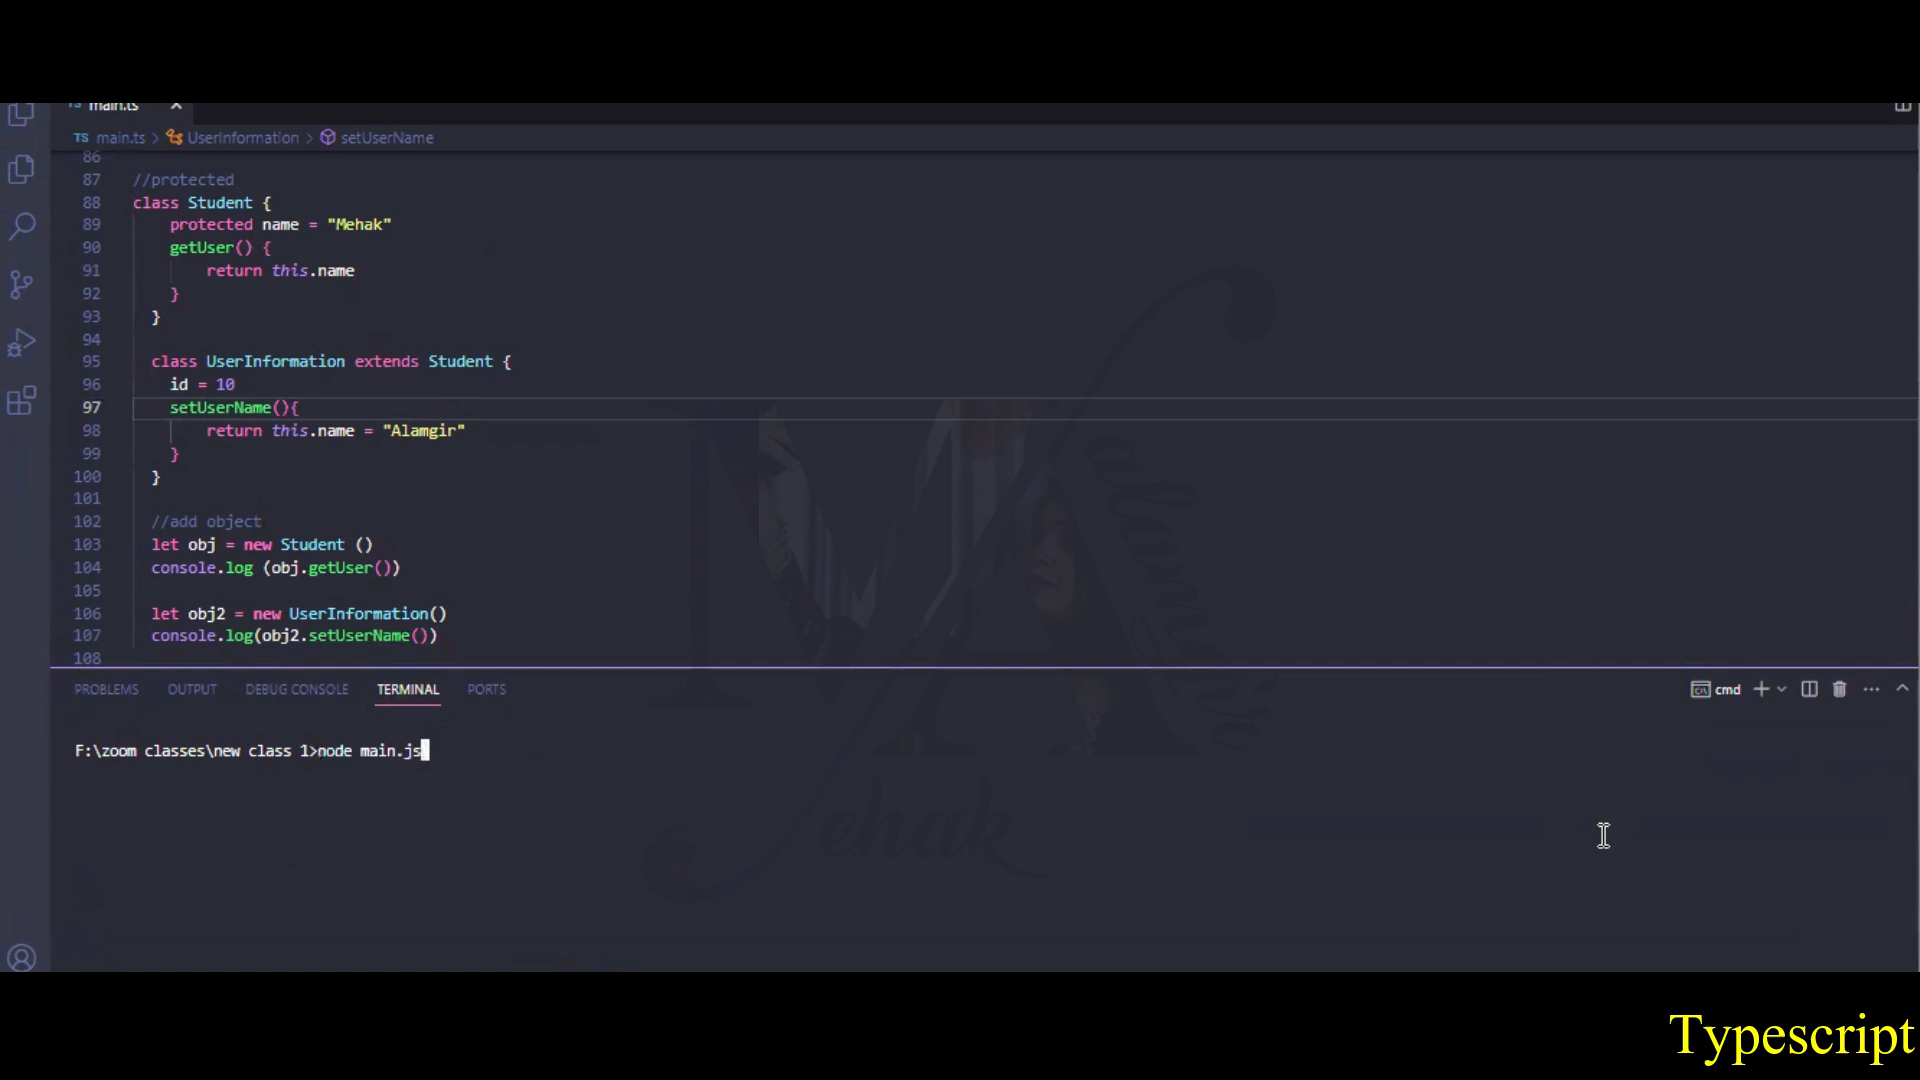 TS main.ts
TS main.ts > UserInformation > setUserName
86
87 //protected
88 class Student {
89 protected name = "Mehak"
90 getUser() {
91 return this.name
92 }
93 }
94
95 class UserInformation extends Student {
96 id = 10
97 setUserName(){
98 return this.name = "Alamgir"
99 }
100 }
101
102 //add object
103 let obj = new Student ()
104 console.log (obj.getUser())
105
106 let obj2 = new UserInformation()
107 console.log(obj2.setUserName())
108
PROBLEMS OUTPUT DEBUG CONSOLE TERMINAL PORTS cmd
F:\zoom classes\new class 1>node main.js
Mehak
Alamgir
Typescript